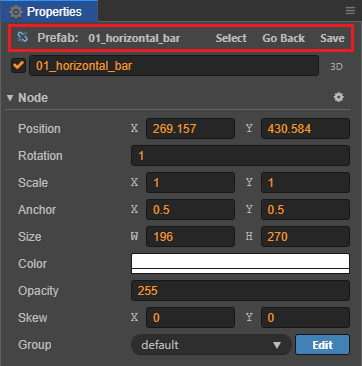 Properties
Prefab: 01_horizontal_bar Select Go Back Save
01_horizontal_bar 3D
Node
Position X 269.157 Y 430.584
Rotation 1
Scale X 1 Y 1
Anchor X 0.5 Y 0.5
Size W 196 H 270
Color
Opacity 255
Skew X 0 Y 0
Group default Edit